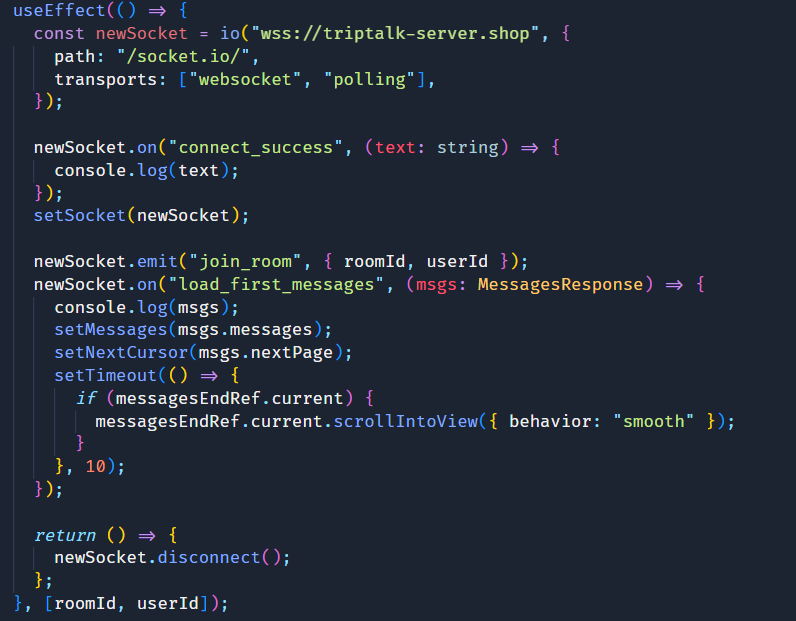 useEffect(() => {
  const newSocket = io("wss://triptalk-server.shop", {
    path: "/socket.io/",
    transports: ["websocket", "polling"],
  });

  newSocket.on("connect_success", (text: string) => {
    console.log(text);
  });
  setSocket(newSocket);

  newSocket.emit("join_room", { roomId, userId });
  newSocket.on("load_first_messages", (msgs: MessagesResponse) => {
    console.log(msgs);
    setMessages(msgs.messages);
    setNextCursor(msgs.nextPage);
    setTimeout(() => {
      if (messagesEndRef.current) {
        messagesEndRef.current.scrollIntoView({ behavior: "smooth" });
      }
    }, 10);
  });

  return () => {
    newSocket.disconnect();
  };
}, [roomId, userId]);